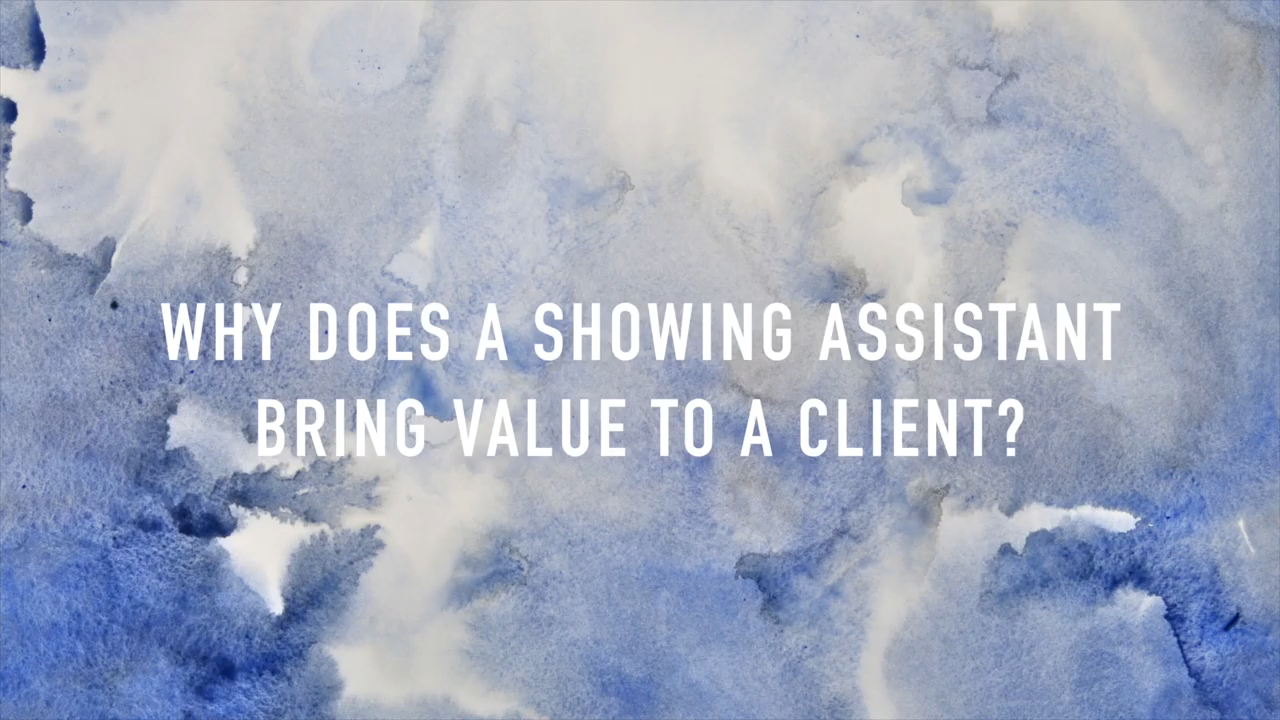 WHY DOES A SHOWING ASSISTANT
BRING VALUE TO A CLIENT?